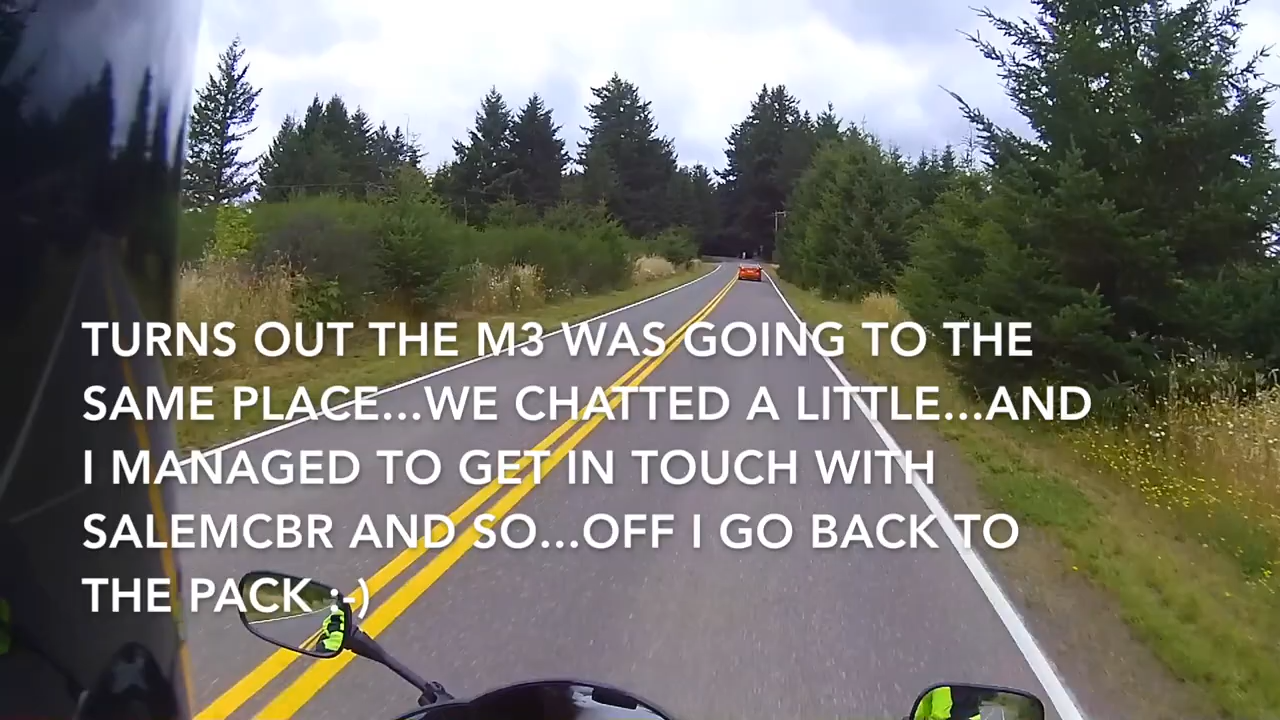 TURNS OUT THE M3 WAS GOING TO THE
SAME PLACE...WE CHATTED A LITTLE...AND
I MANAGED TO GET IN TOUCH WITH
SALEMCBR AND SO...OFF I GO BACK TO
THE PACK :-)